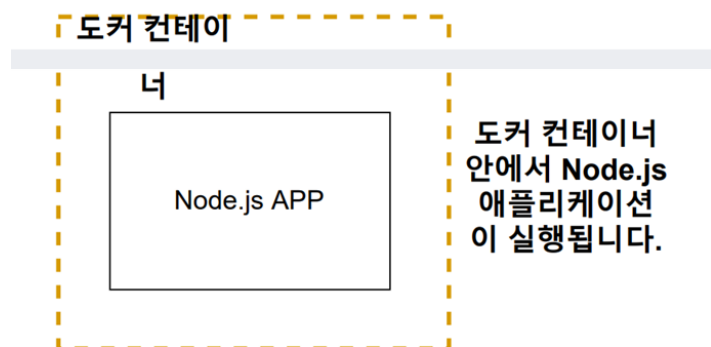 도커 컨테이
너
Node.js APP
도커 컨테이너
안에서 Node.js
애플리케이션
이 실행됩니다.